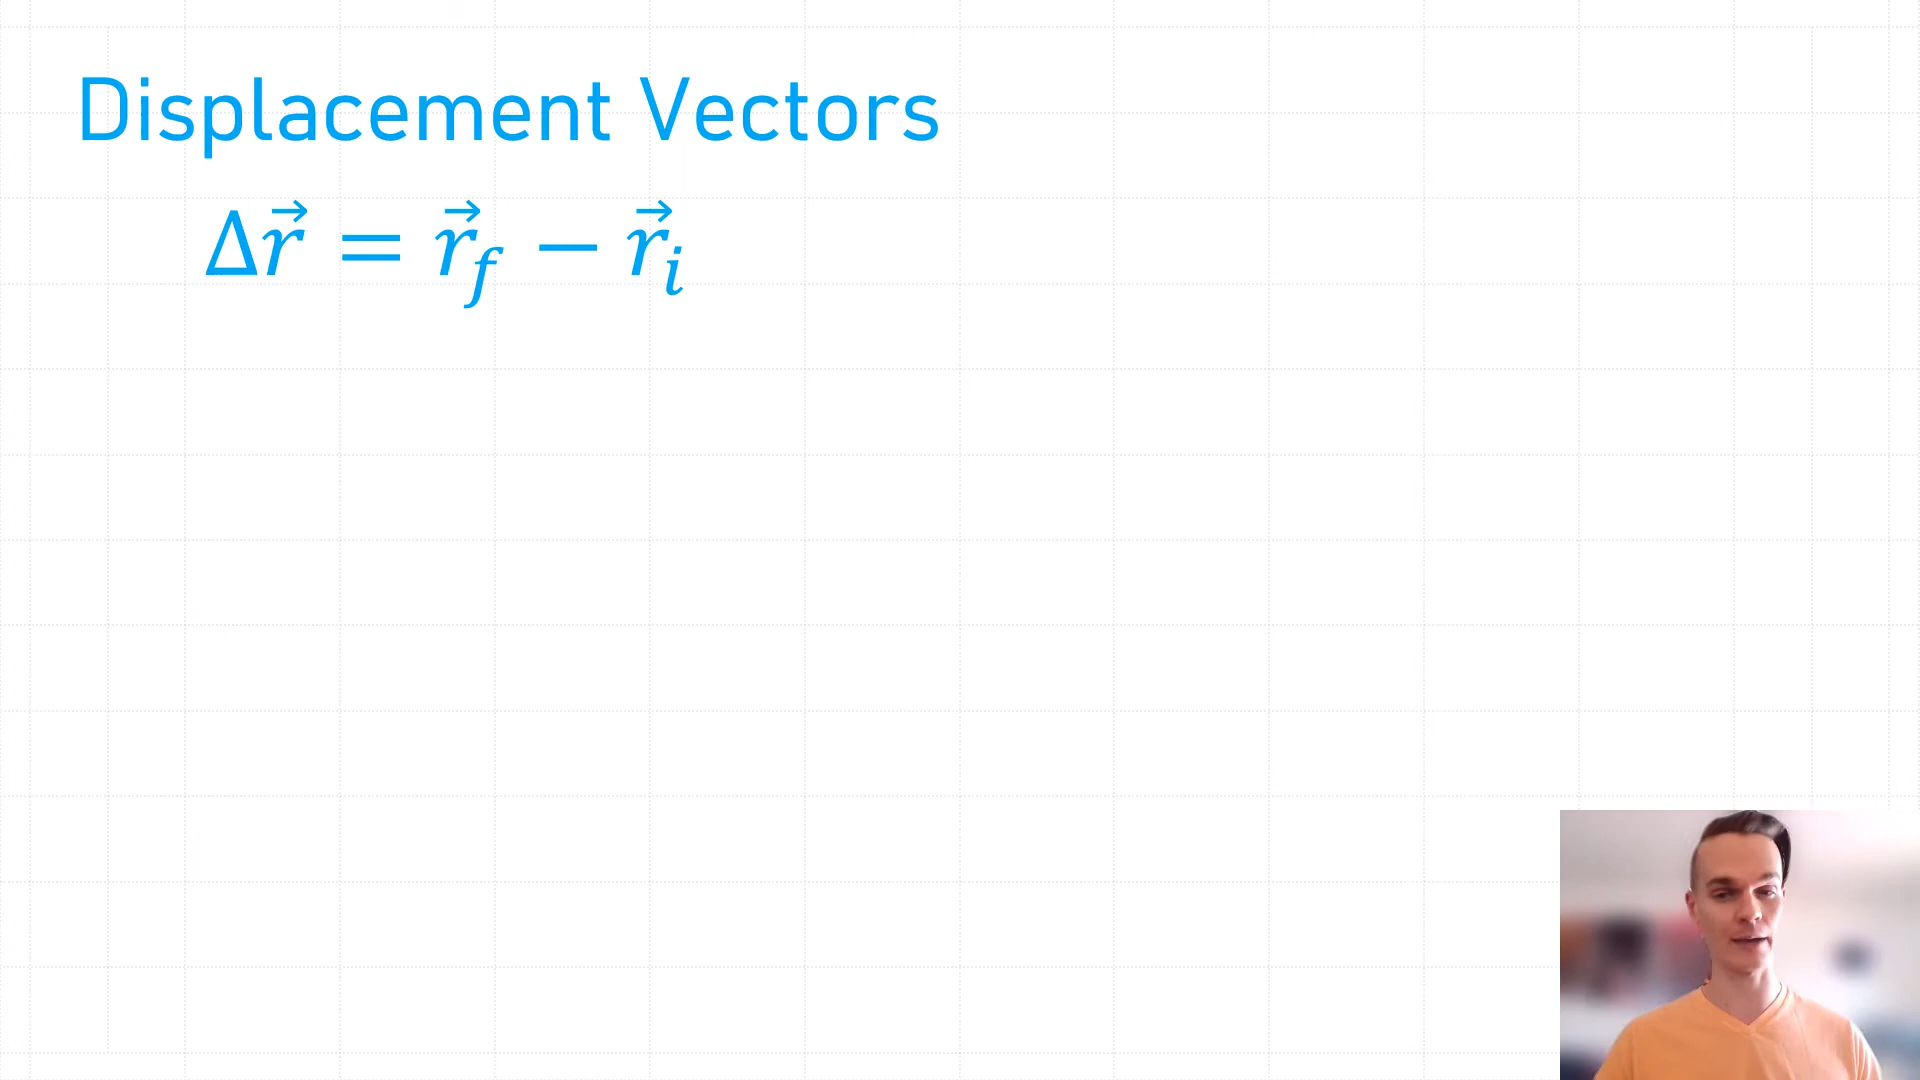 Displacement Vectors
Δr⃗ = r⃗_f − r⃗_i